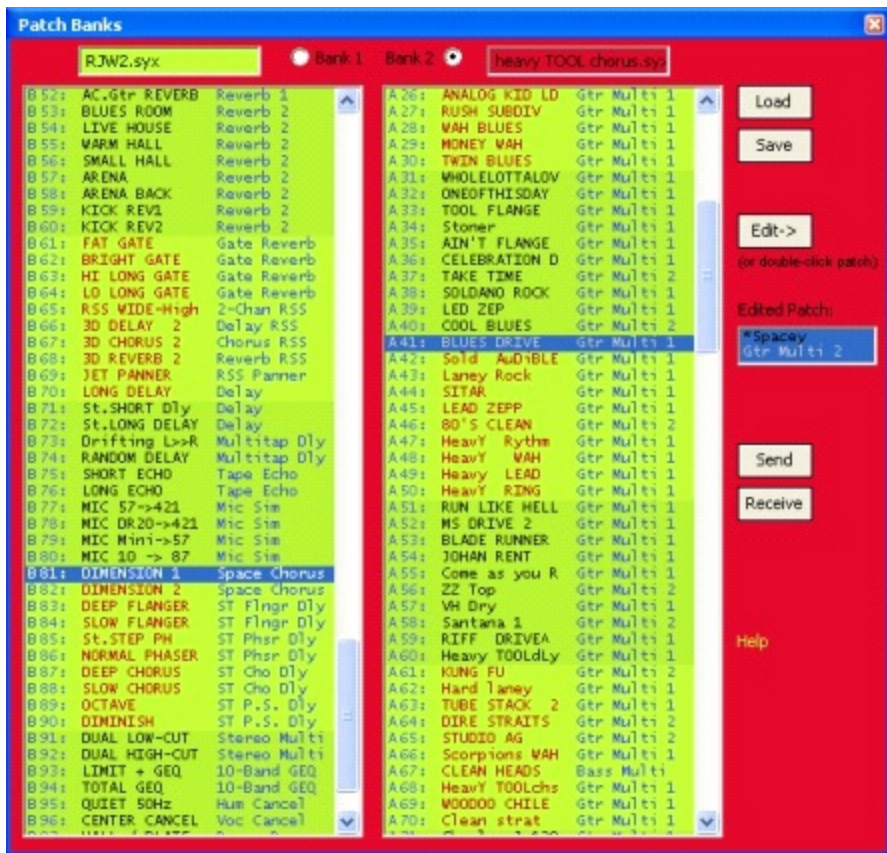 Patch Banks
RJW2.syx
Bank 1
Bank 2
heavy TOOL chorus.sy
B 52: AC.Gtr REVERB Reverb 1
B 53: BLUES ROOM Reverb 2
B 54: LIVE HOUSE Reverb 2
B 55: WARM HALL Reverb 2
B 56: SMALL HALL Reverb 2
B 57: ARENA Reverb 2
B 58: ARENA BACK Reverb 2
B 59: KICK REV1 Reverb 2
B 60: KICK REV2 Reverb 2
B 61: FAT GATE Gate Reverb
B 62: BRIGHT GATE Gate Reverb
B 63: HI LONG GATE Gate Reverb
B 64: LO LONG GATE Gate Reverb
B 65: RSS WIDE-High 2-Chan RSS
B 66: 3D DELAY 2 Delay RSS
B 67: 3D CHORUS 2 Chorus RSS
B 68: 3D REVERB 2 Reverb RSS
B 69: JET PANNER RSS Panner
B 70: LONG DELAY Delay
B 71: St.SHORT Dly Delay
B 72: St.LONG DELAY Delay
B 73: Drifting L>>R Multitap Dly
B 74: RANDOM DELAY Multitap Dly
B 75: SHORT ECHO Tape Echo
B 76: LONG ECHO Tape Echo
B 77: MIC 57->421 Mic Sim
B 78: MIC DR20->421 Mic Sim
B 79: MIC Mini->57 Mic Sim
B 80: MIC 10 -> 87 Mic Sim
B 81: DIMENSION 1 Space Chorus
B 82: DIMENSION 2 Space Chorus
B 83: DEEP FLANGER ST Flngr Dly
B 84: SLOW FLANGER ST Flngr Dly
B 85: St.STEP PH ST Phsr Dly
B 86: NORMAL PHASER ST Phsr Dly
B 87: DEEP CHORUS ST Cho Dly
B 88: SLOW CHORUS ST Cho Dly
B 89: OCTAVE ST P.S. Dly
B 90: DIMINISH ST P.S. Dly
B 91: DUAL LOW-CUT Stereo Multi
B 92: DUAL HIGH-CUT Stereo Multi
B 93: LIMIT + GEQ 10-Band GEQ
B 94: TOTAL GEQ 10-Band GEQ
B 95: QUIET 50Hz Hum Cancel
B 96: CENTER CANCEL Voc Cancel
A 26: ANALOG KID LD Gtr Multi 1
A 27: RUSH SUBDIV Gtr Multi 1
A 28: WAH BLUES Gtr Multi 1
A 29: MONEY WAH Gtr Multi 1
A 30: TWIN BLUES Gtr Multi 1
A 31: WHOLELOTTALOV Gtr Multi 1
A 32: ONEOFTHISDAY Gtr Multi 1
A 33: TOOL FLANGE Gtr Multi 1
A 34: Stoner Gtr Multi 1
A 35: AIN'T FLANGE Gtr Multi 1
A 36: CELEBRATION D Gtr Multi 1
A 37: TAKE TIME Gtr Multi 2
A 38: SOLDANO ROCK Gtr Multi 1
A 39: LED ZEP Gtr Multi 1
A 40: COOL BLUES Gtr Multi 2
A 41: BLUES DRIVE Gtr Multi 1
A 42: Sold AuDiBLE Gtr Multi 1
A 43: Laney Rock Gtr Multi 1
A 44: SITAR Gtr Multi 1
A 45: LEAD ZEPP Gtr Multi 1
A 46: 80'S CLEAN Gtr Multi 2
A 47: HeavY Rythm Gtr Multi 1
A 48: HeavY WAH Gtr Multi 1
A 49: Heavy LEAD Gtr Multi 1
A 50: HeavY RING Gtr Multi 1
A 51: RUN LIKE HELL Gtr Multi 1
A 52: MS DRIVE 2 Gtr Multi 1
A 53: BLADE RUNNER Gtr Multi 1
A 54: JOHAN RENT Gtr Multi 1
A 55: Come as you R Gtr Multi 1
A 56: ZZ Top Gtr Multi 2
A 57: VH Dry Gtr Multi 1
A 58: Santana 1 Gtr Multi 2
A 59: RIFF DRIVEA Gtr Multi 1
A 60: Heavy TOOLdLy Gtr Multi 1
A 61: KUNG FU Gtr Multi 2
A 62: Hard laney Gtr Multi 1
A 63: TUBE STACK 2 Gtr Multi 1
A 64: DIRE STRAITS Gtr Multi 2
A 65: STUDIO AG Gtr Multi 2
A 66: Scorpions WAH Gtr Multi 1
A 67: CLEAN HEADS Bass Multi
A 68: HeavY TOOLchs Gtr Multi 1
A 69: WOODOO CHILE Gtr Multi 1
A 70: Clean strat Gtr Multi 1
Load
Save
Edit->
(or double-click patch)
Edited Patch:
*Spacey
Gtr Multi 2
Send
Receive
Help